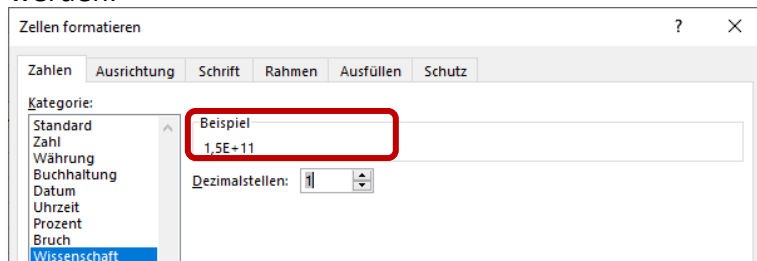 Zellen formatieren ? ×
Zahlen Ausrichtung Schrift Rahmen Ausfüllen Schutz
Kategorie:
Standard
Zahl
Währung
Buchhaltung
Datum
Uhrzeit
Prozent
Bruch
Wissenschaft
Beispiel
1,5E+11
Dezimalstellen: 1